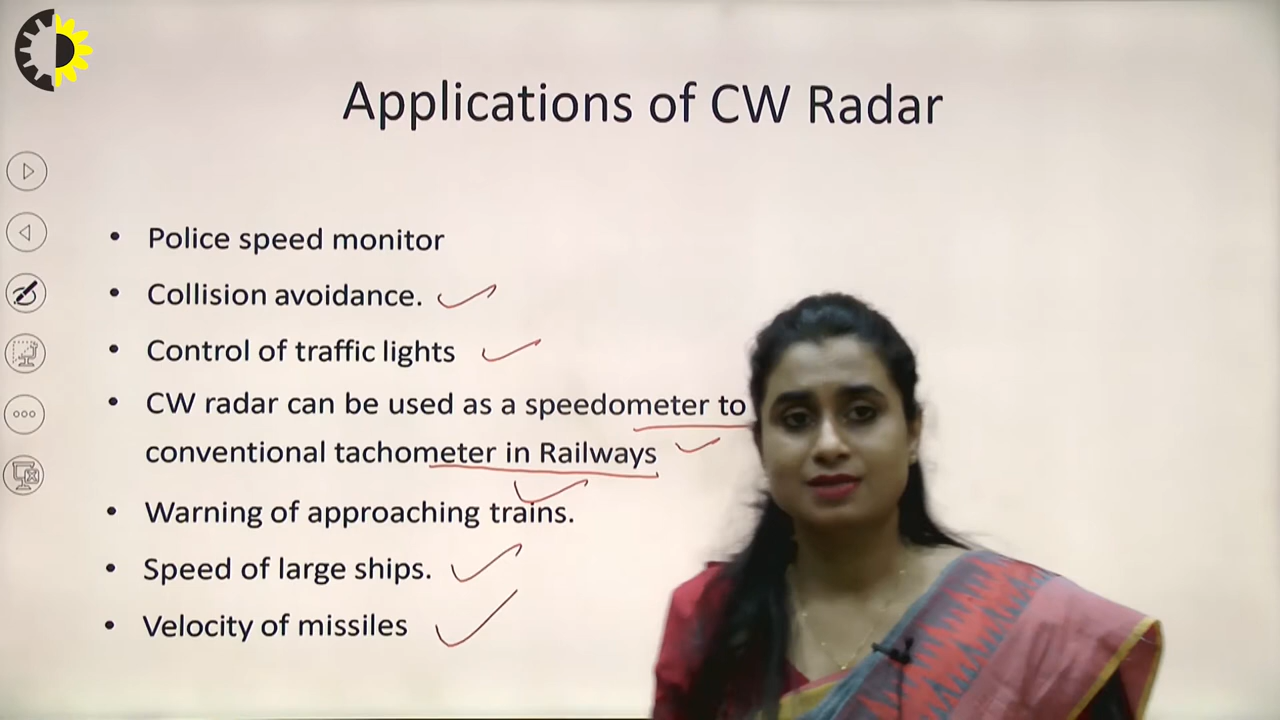 Applications of CW Radar
• Police speed monitor
• Collision avoidance.
• Control of traffic lights
• CW radar can be used as a speedometer to
conventional tachometer in Railways
• Warning of approaching trains.
• Speed of large ships.
• Velocity of missiles